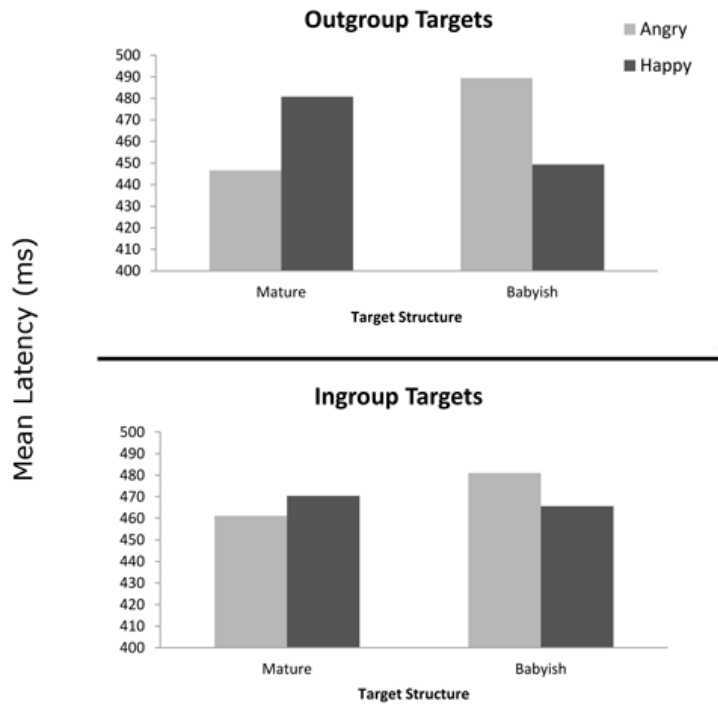 Outgroup Targets
Angry
Happy
500
490
480
470
460
450
440
430
420
410
400
Mature Babyish
Target Structure
Mean Latency (ms)
Ingroup Targets
500
490
480
470
460
450
440
430
420
410
400
Mature Babyish
Target Structure